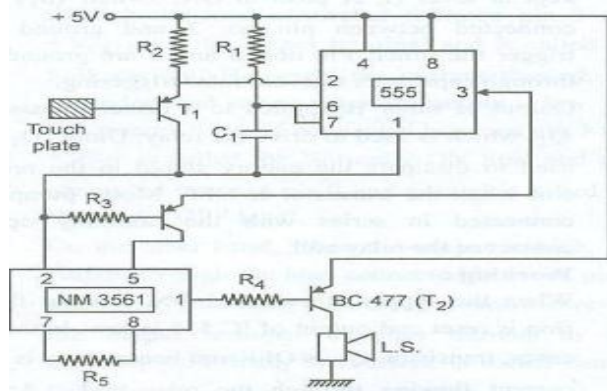 + 5V
R2
R1
4
8
2
6
7
555
3
1
T1
Touch
plate
C1
R3
2
5
NM 3561
1
7
8
R4
BC 477 (T2)
L.S.
R5